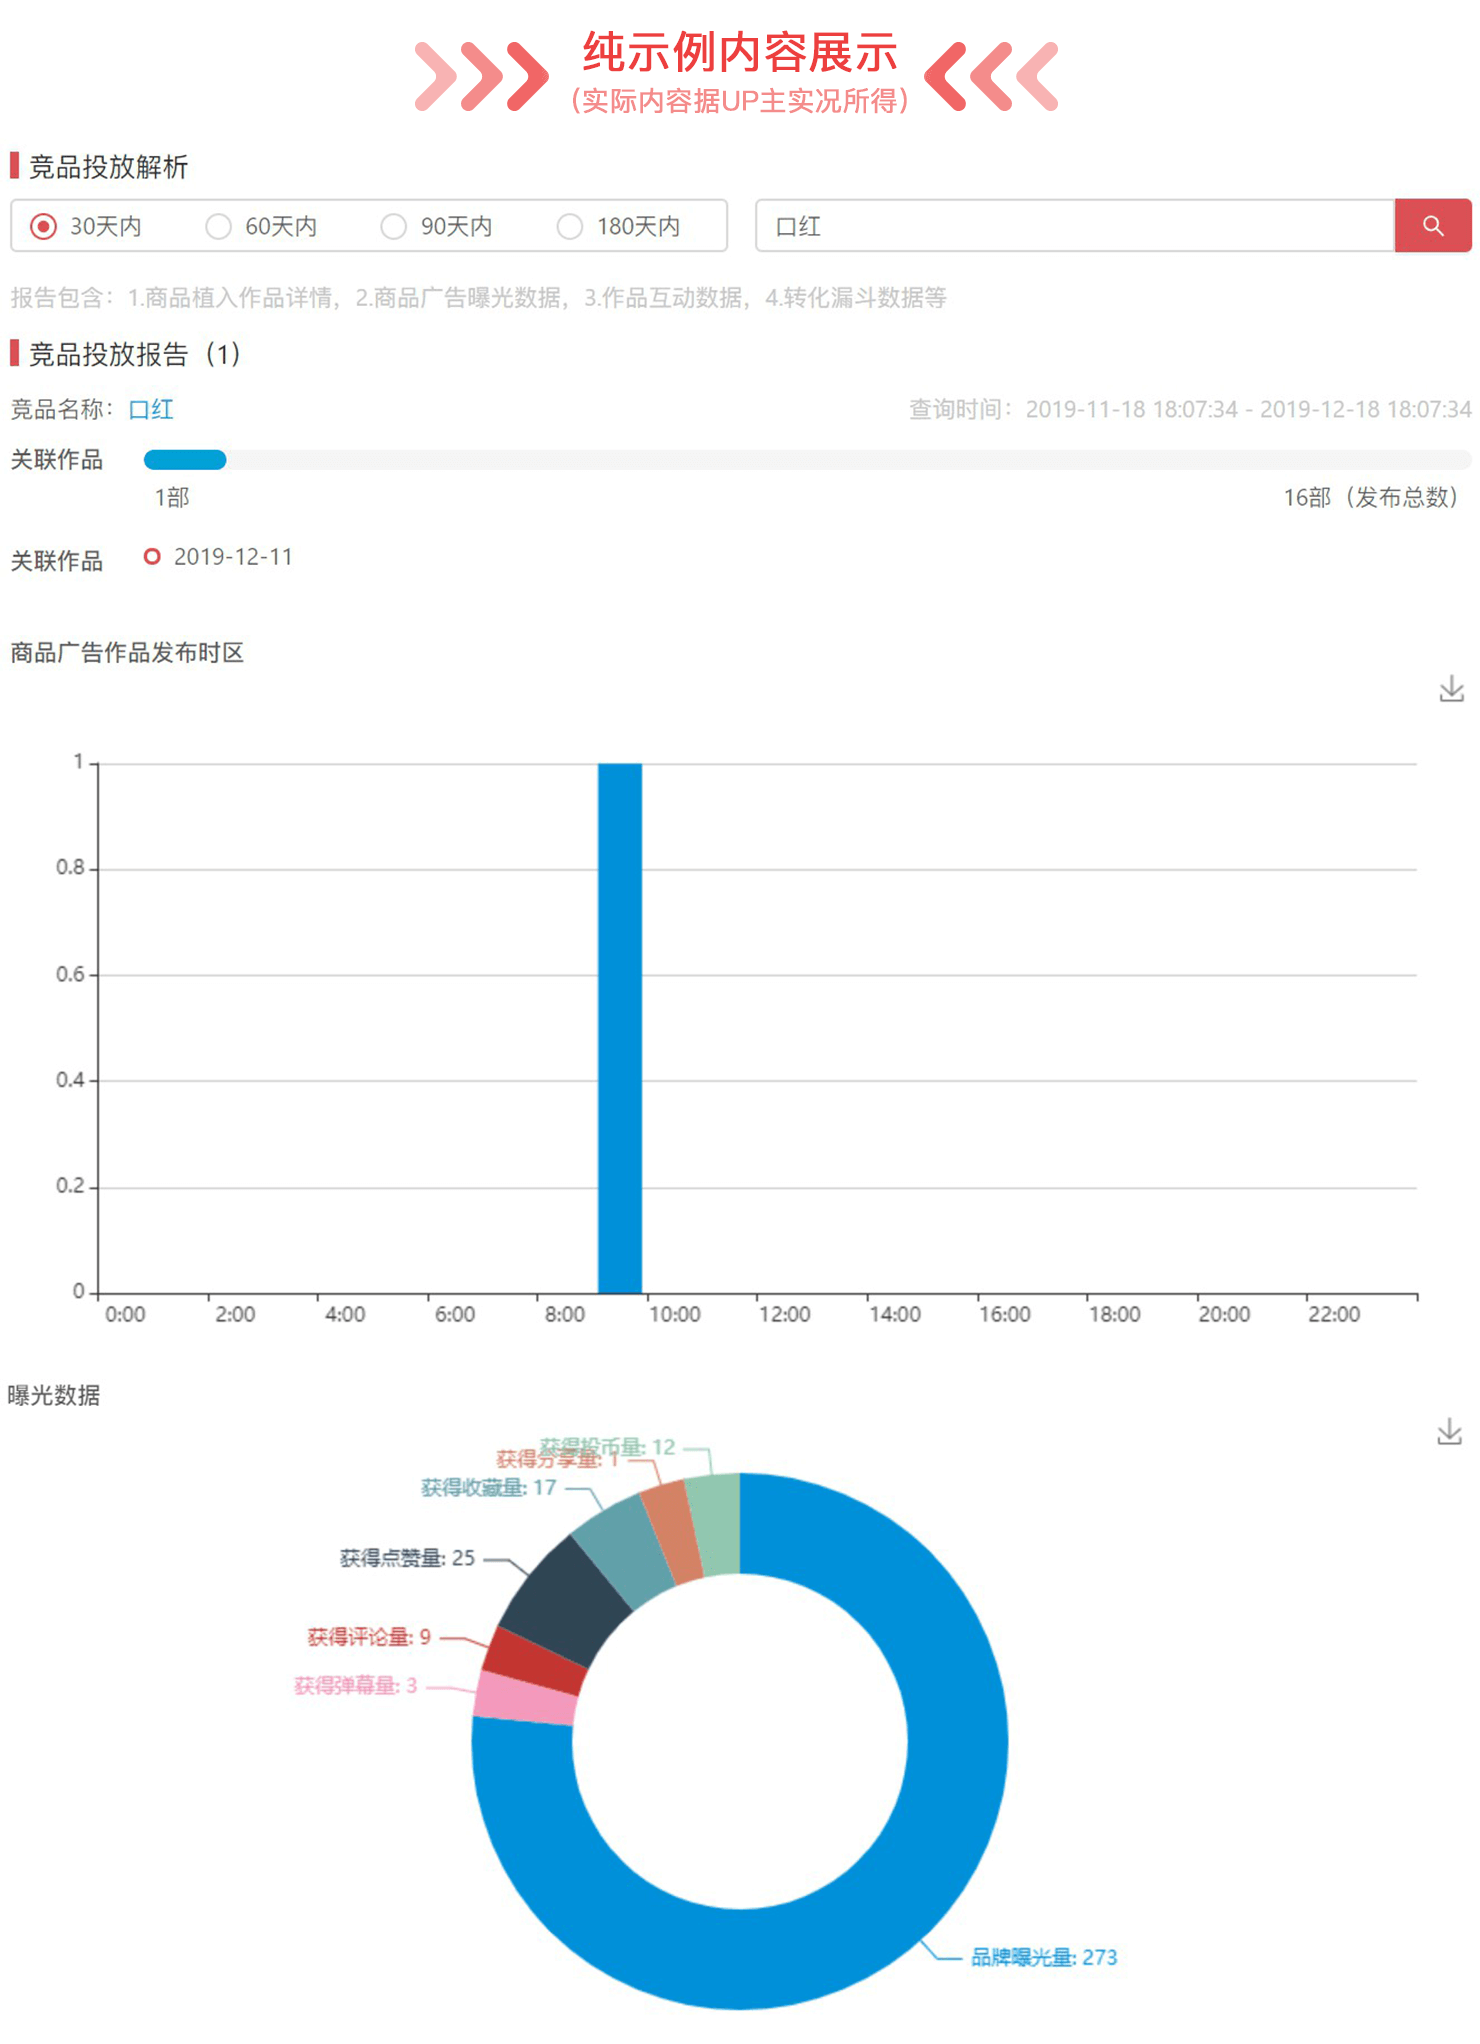 纯示例内容展示
(实际内容据UP主实况所得)
竞品投放解析
30天内 60天内 90天内 180天内 口红
报告包含：1.商品植入作品详情，2.商品广告曝光数据，3.作品互动数据，4.转化漏斗数据等
竞品投放报告（1）
竞品名称：口红 查询时间：2019-11-18 18:07:34 - 2019-12-18 18:07:34
关联作品
1部 16部（发布总数）
关联作品 2019-12-11
商品广告作品发布时区
1
0.8
0.6
0.4
0.2
0
0:00 2:00 4:00 6:00 8:00 10:00 12:00 14:00 16:00 18:00 20:00 22:00
曝光数据
获得投币量: 12
获得分享量: 1
获得收藏量: 17
获得点赞量: 25
获得评论量: 9
获得弹幕量: 3
品牌曝光量: 273